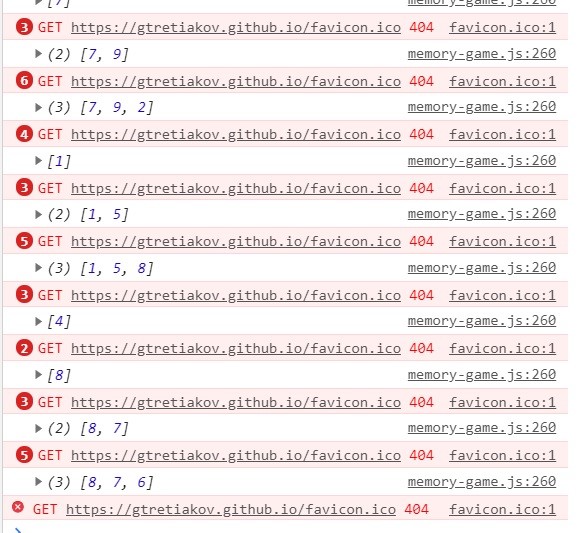 [7] memory-game.js:260
3 GET https://gtretiakov.github.io/favicon.ico 404 favicon.ico:1
(2) [7, 9] memory-game.js:260
6 GET https://gtretiakov.github.io/favicon.ico 404 favicon.ico:1
(3) [7, 9, 2] memory-game.js:260
4 GET https://gtretiakov.github.io/favicon.ico 404 favicon.ico:1
[1] memory-game.js:260
3 GET https://gtretiakov.github.io/favicon.ico 404 favicon.ico:1
(2) [1, 5] memory-game.js:260
5 GET https://gtretiakov.github.io/favicon.ico 404 favicon.ico:1
(3) [1, 5, 8] memory-game.js:260
3 GET https://gtretiakov.github.io/favicon.ico 404 favicon.ico:1
[4] memory-game.js:260
2 GET https://gtretiakov.github.io/favicon.ico 404 favicon.ico:1
[8] memory-game.js:260
3 GET https://gtretiakov.github.io/favicon.ico 404 favicon.ico:1
(2) [8, 7] memory-game.js:260
5 GET https://gtretiakov.github.io/favicon.ico 404 favicon.ico:1
(3) [8, 7, 6] memory-game.js:260
GET https://gtretiakov.github.io/favicon.ico 404 favicon.ico:1